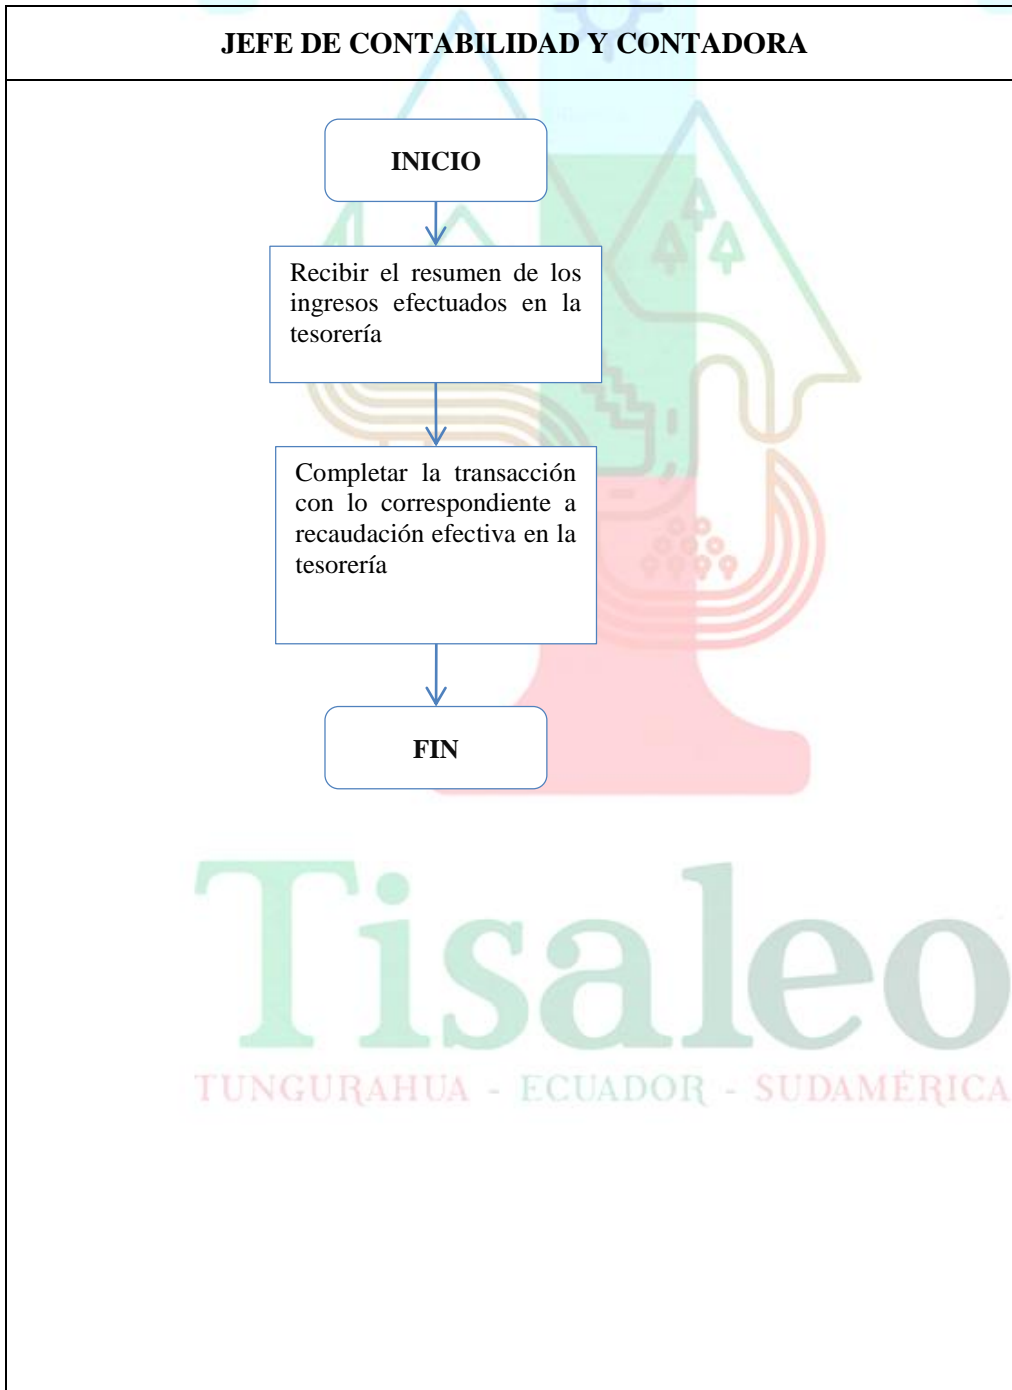 JEFE DE CONTABILIDAD Y CONTADORA
INICIO
Recibir el resumen de los
ingresos efectuados en la
tesorería
Completar la transacción
con lo correspondiente a
recaudación efectiva en la
tesorería
FIN
Tisaleo
TUNGURAHUA - ECUADOR - SUDAMÉRICA